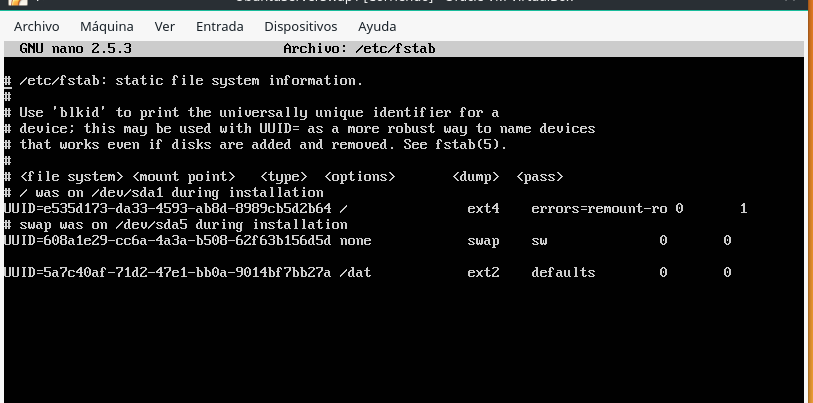 Archivo Máquina Ver Entrada Dispositivos Ayuda
GNU nano 2.5.3 Archivo: /etc/fstab
# /etc/fstab: static file system information.
#
# Use 'blkid' to print the universally unique identifier for a
# device; this may be used with UUID= as a more robust way to name devices
# that works even if disks are added and removed. See fstab(5).
#
# <file system> <mount point> <type> <options> <dump> <pass>
# / was on /dev/sda1 during installation
UUID=e535d173-da33-4593-ab8d-8989cb5d2b64 / ext4 errors=remount-ro 0 1
# swap was on /dev/sda5 during installation
UUID=608a1e29-cc6a-4a3a-b508-62f63b156d5d none swap sw 0 0
UUID=5a7c40af-71d2-47e1-bb0a-9014bf7bb27a /dat ext2 defaults 0 0